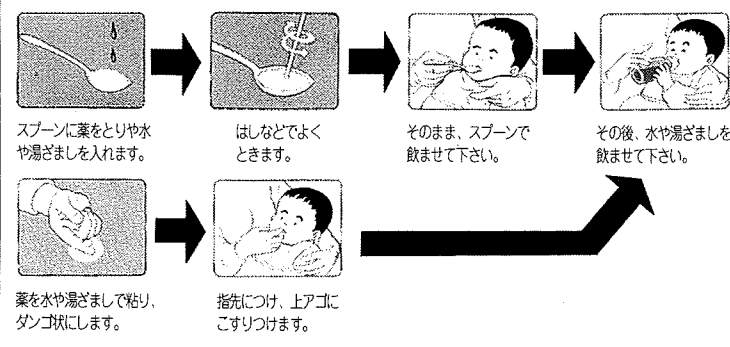 スプーンに薬をとりや水
や湯ざましを入れます。
はしなどでよく
ときます。
そのまま、スプーンで
飲ませて下さい。
その後、水や湯ざましを
飲ませて下さい。
薬を水や湯ざましで粘り、
ダンゴ状にします。
指先につけ、上アゴに
こすりつけます。